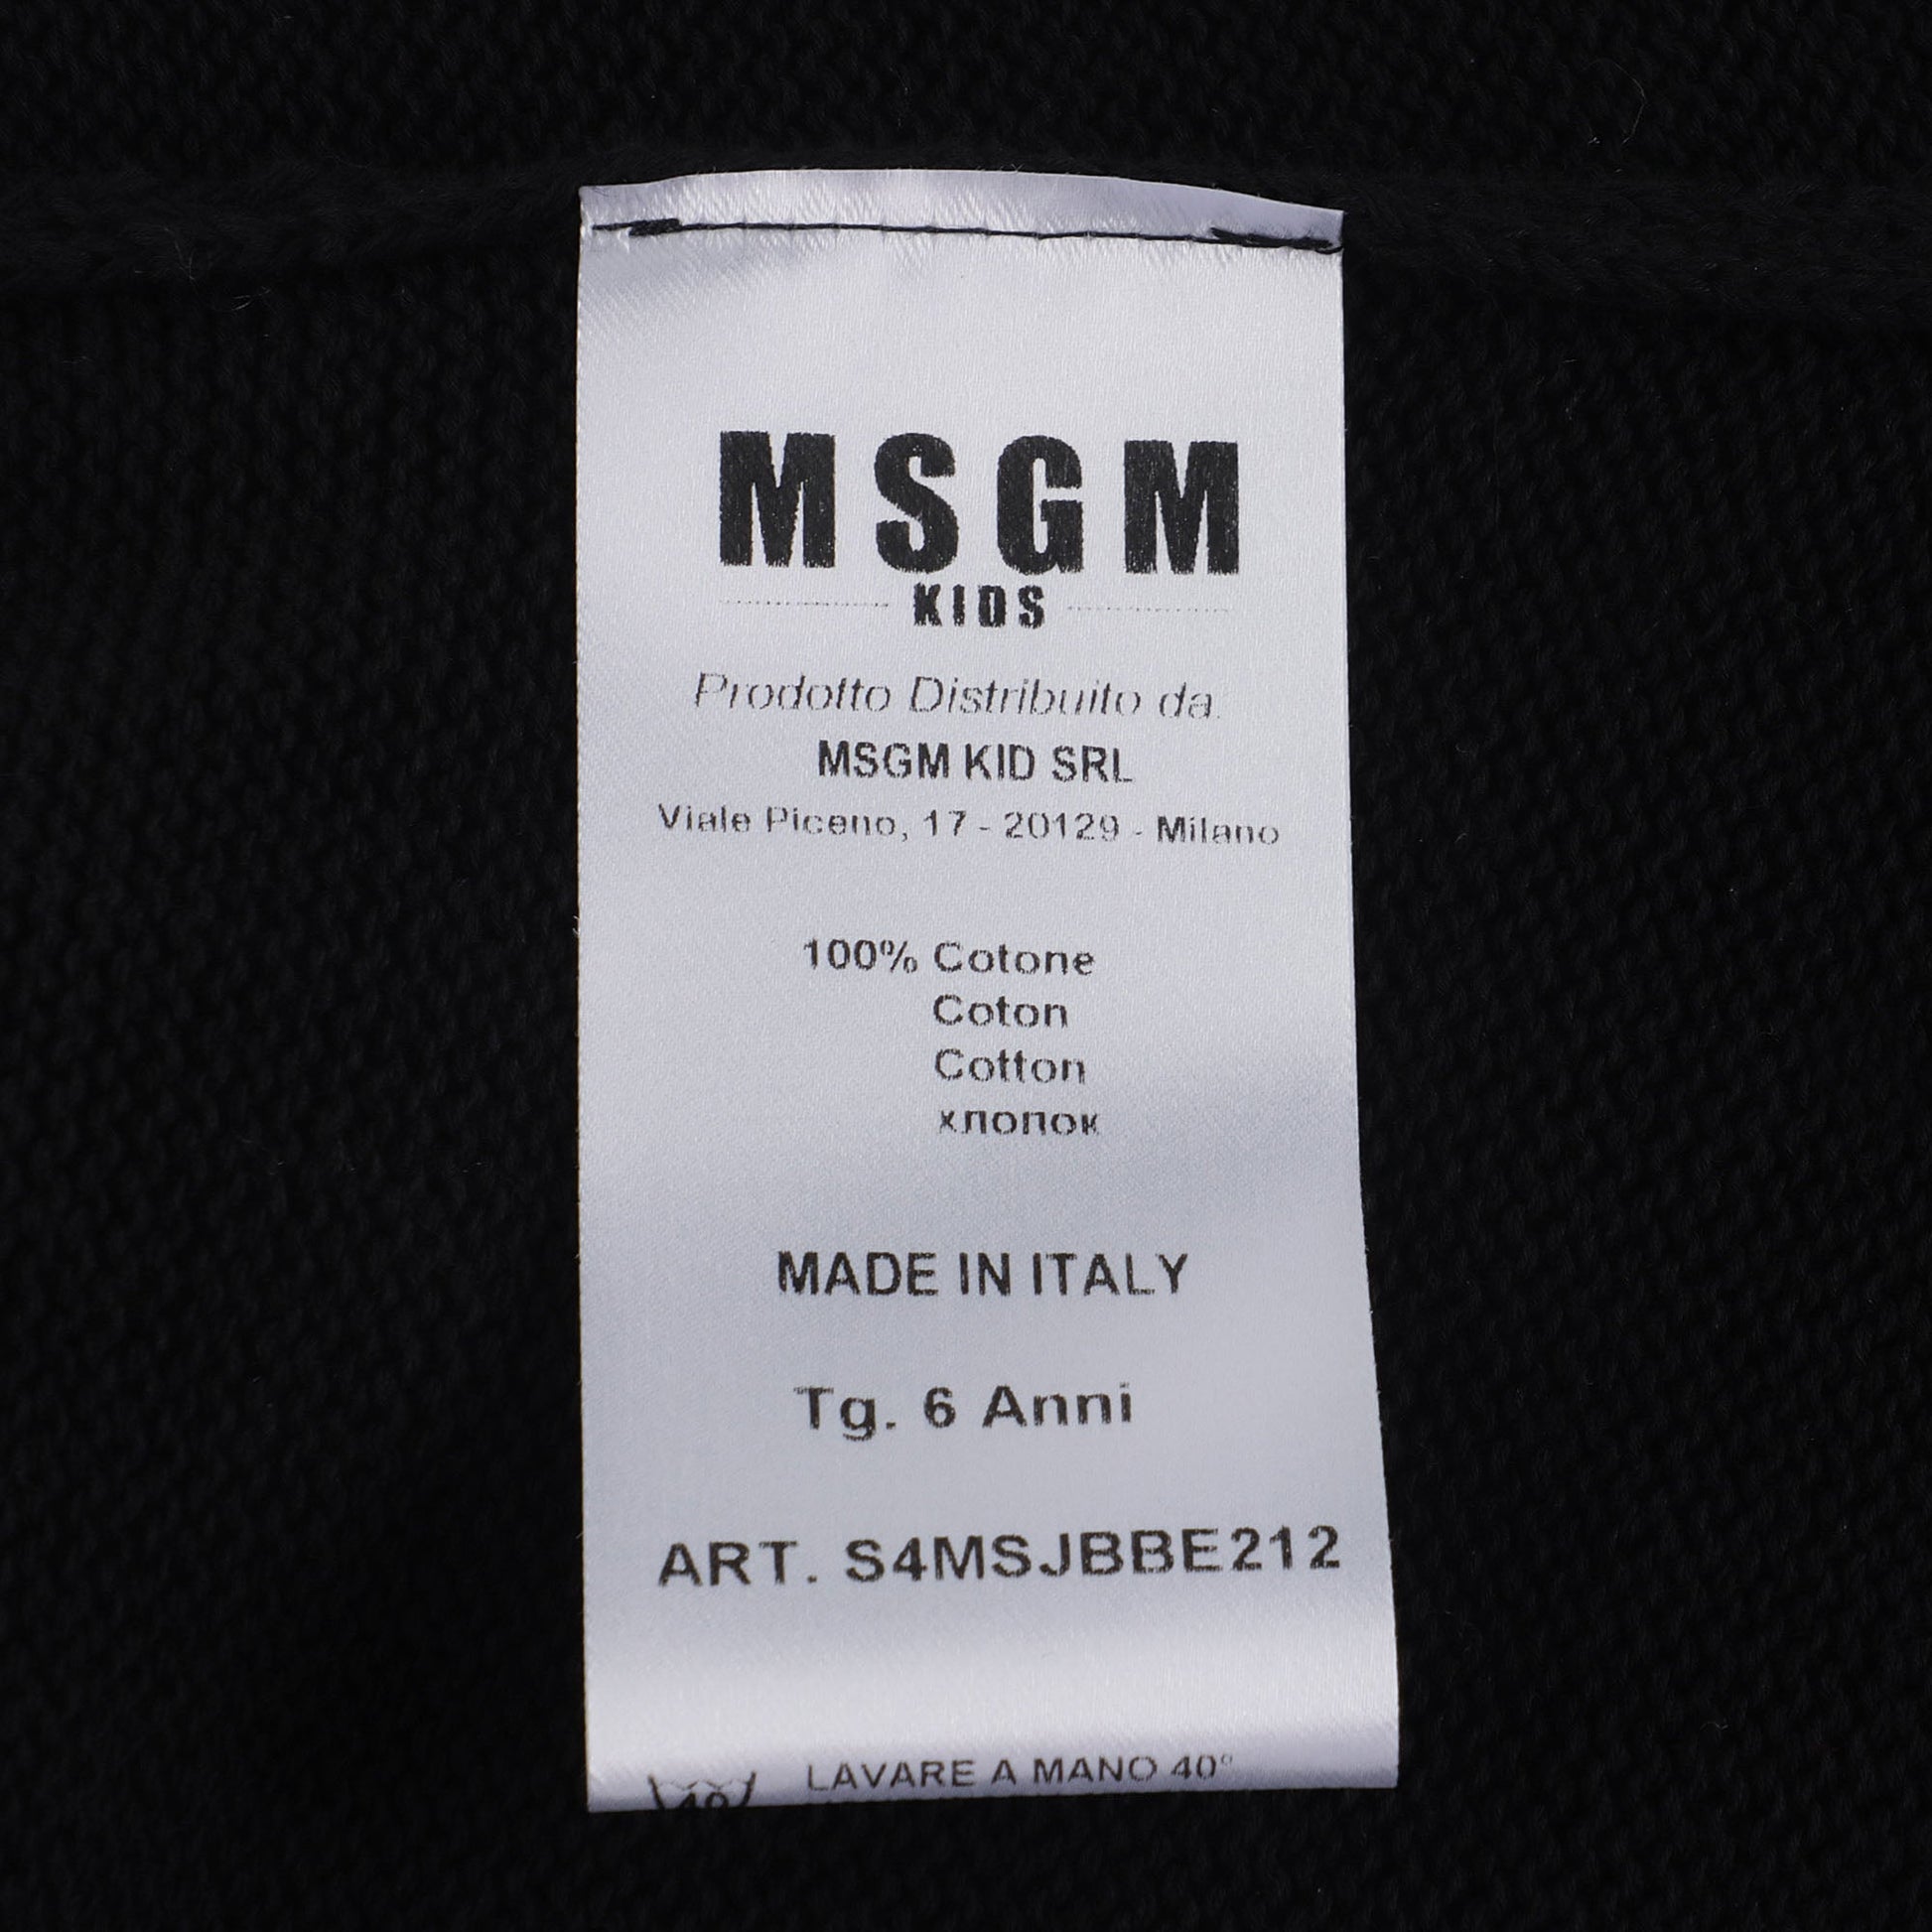 MSGM
KIDS
Prodotto Distribuito da:
MSGM KID SRL
Viale Piceno, 17 - 20129 - Milano
100% Cotone
Coton
Cotton
хлопок
MADE IN ITALY
Tg. 6 Anni
ART. S4MSJBBE212
40 LAVARE A MANO 40°